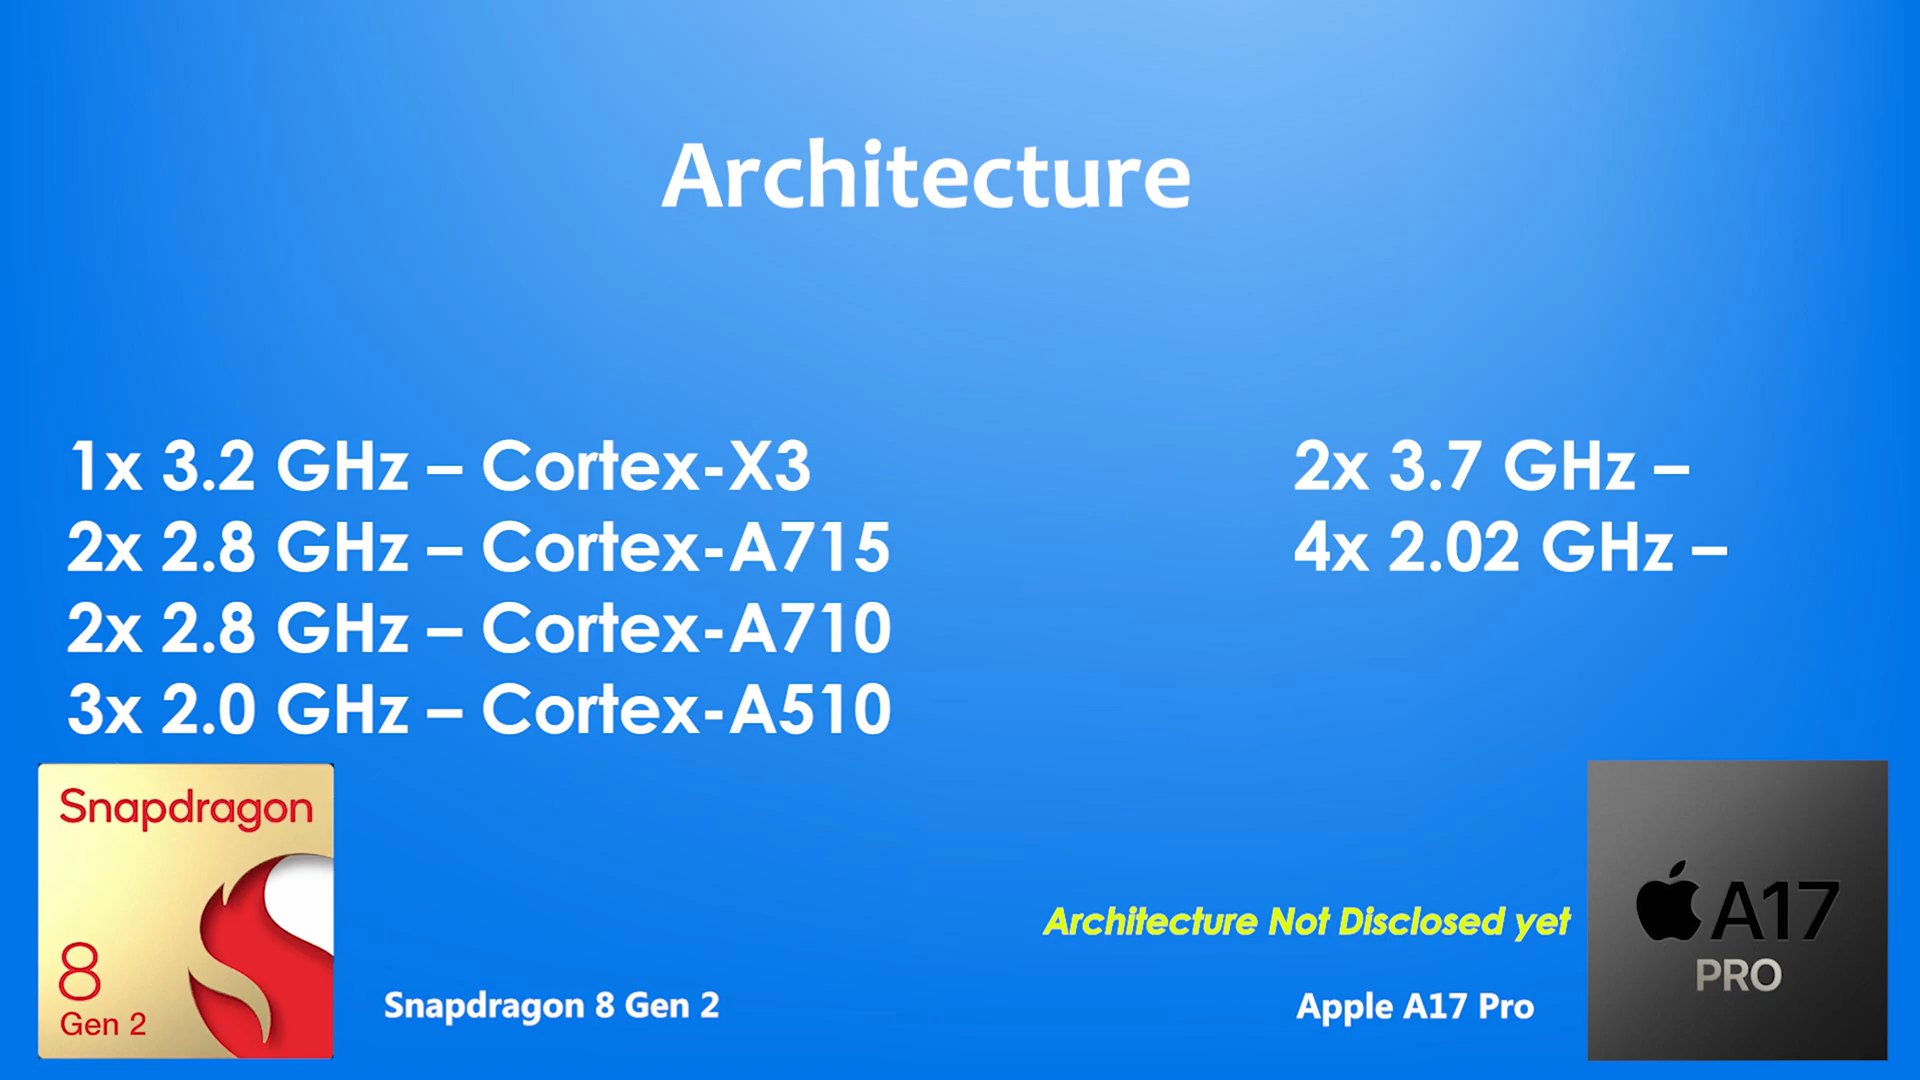 Architecture
1x 3.2 GHz – Cortex-X3
2x 2.8 GHz – Cortex-A715
2x 2.8 GHz – Cortex-A710
3x 2.0 GHz – Cortex-A510
2x 3.7 GHz –
4x 2.02 GHz –
Snapdragon
8
Gen 2
Snapdragon 8 Gen 2
Architecture Not Disclosed yet
Apple A17 Pro
A17
PRO